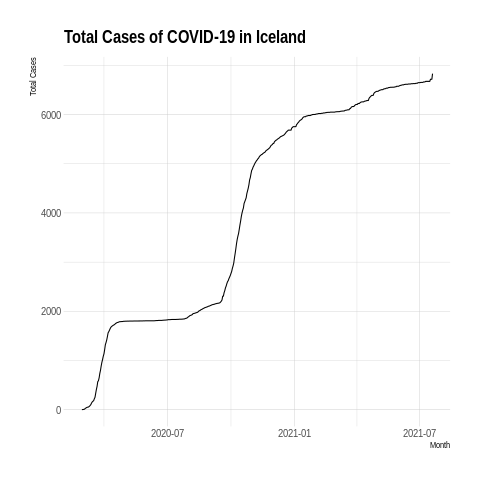 Total Cases of COVID-19 in Iceland
Total Cases
6000
4000
2000
0
2020-07 2021-01 2021-07
Month